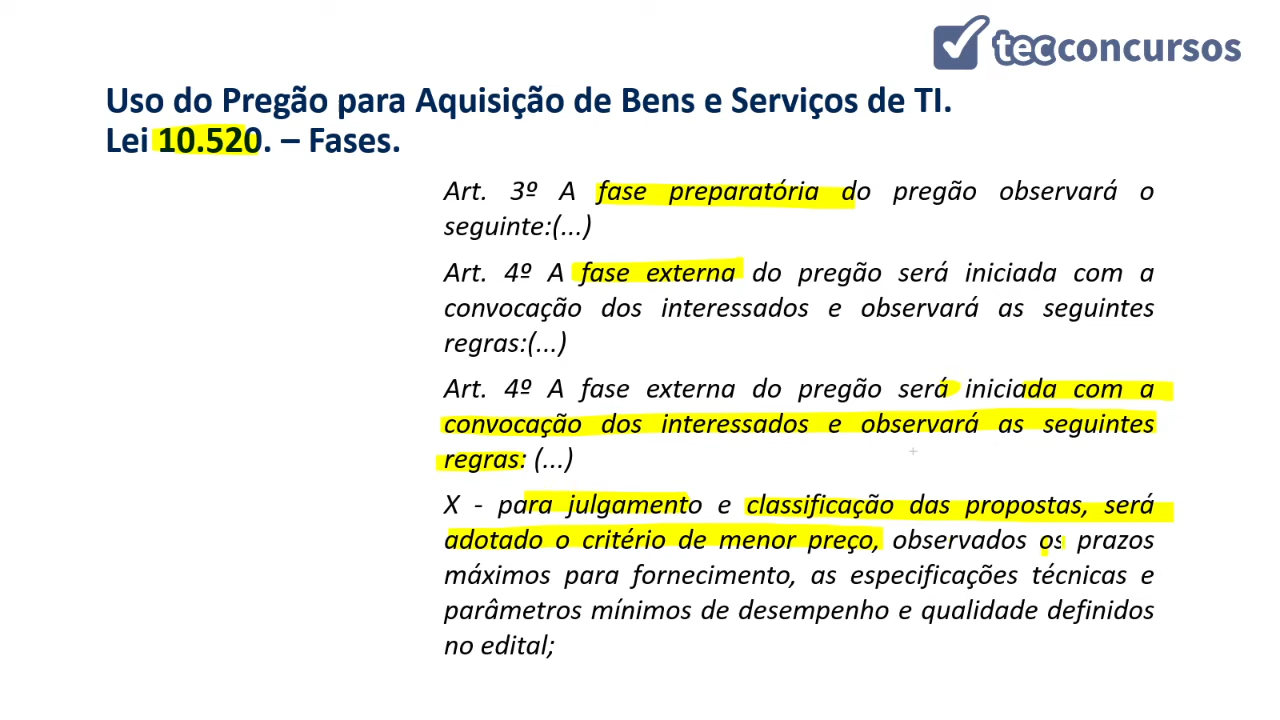 tecconcursos
Uso do Pregão para Aquisição de Bens e Serviços de TI.
Lei 10.520. – Fases.
Art. 3º A fase preparatória do pregão observará o
seguinte:(...)
Art. 4º A fase externa do pregão será iniciada com a
convocação dos interessados e observará as seguintes
regras:(...)
Art. 4º A fase externa do pregão será iniciada com a
convocação dos interessados e observará as seguintes
regras: (...)
X - para julgamento e classificação das propostas, será
adotado o critério de menor preço, observados os prazos
máximos para fornecimento, as especificações técnicas e
parâmetros mínimos de desempenho e qualidade definidos
no edital;